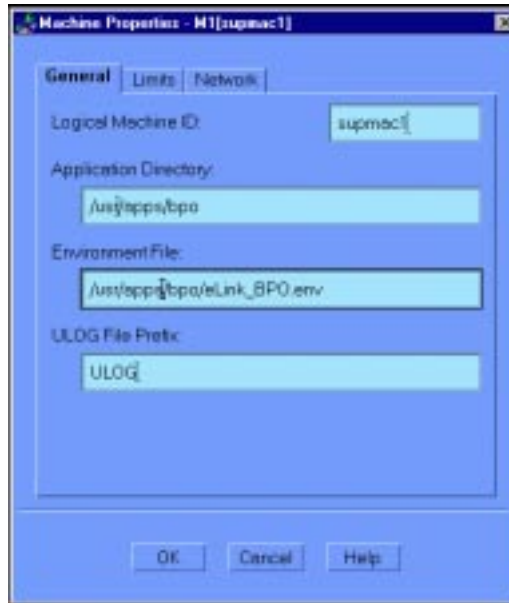 Machine Properties - M1[supmac1]
General Limits Network
Logical Machine ID: supmac1
Application Directory:
/usr/apps/bpo
Environment File:
/usr/apps/bpo/eLink_BPO.env
ULOG File Prefix:
ULOG
OK Cancel Help